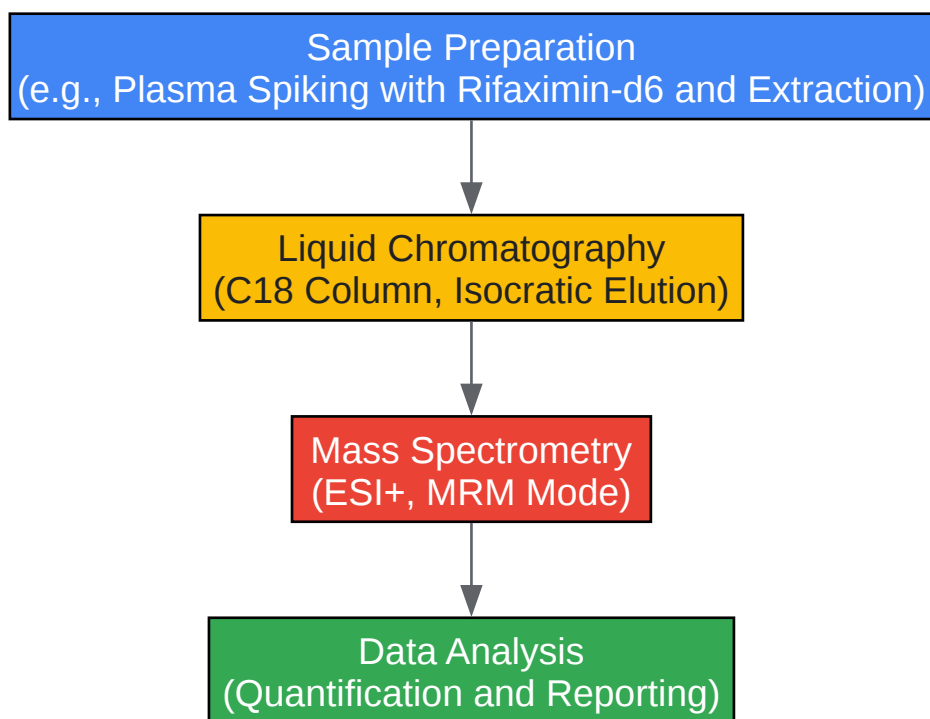 Sample Preparation
(e.g., Plasma Spiking with Rifaximin-d6 and Extraction)
Liquid Chromatography
(C18 Column, Isocratic Elution)
Mass Spectrometry
(ESI+, MRM Mode)
Data Analysis
(Quantification and Reporting)